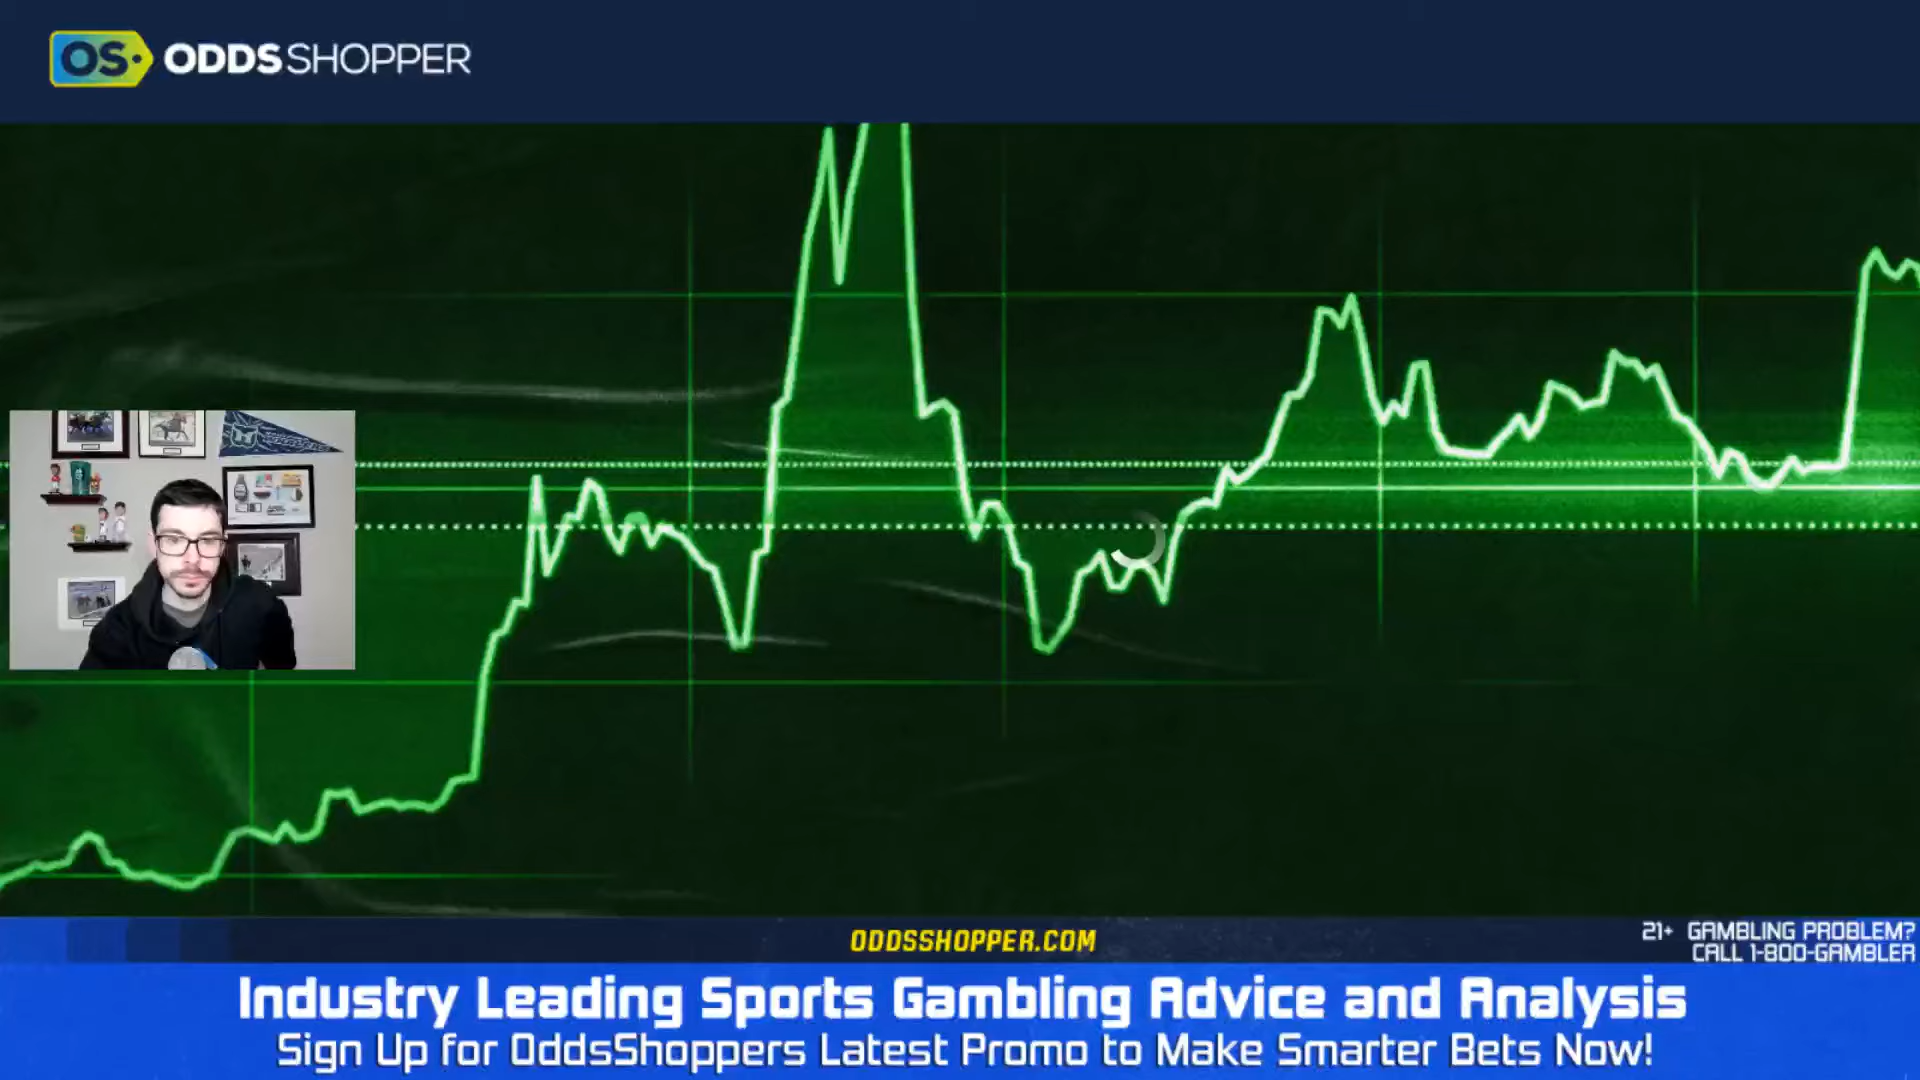 OS
ODDSSHOPPER
ODDSSHOPPER.COM
21+ GAMBLING PROBLEM?
CALL 1-800-GAMBLER
Industry Leading Sports Gambling Advice and Analysis
Sign Up for OddsShoppers Latest Promo to Make Smarter Bets Now!